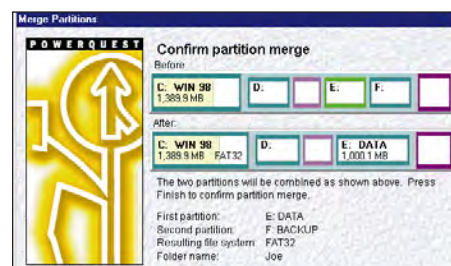 Merge Partitions
POWERQUEST
Confirm partition merge
Before
C: WIN 98
1,389.9 MB
D:
E:
F:
After:
C: WIN 98
1,389.9 MB FAT32
D:
E: DATA
1,000.1 MB
The two partitions will be combined as shown above. Press
Finish to confirm partition merge.
First partition: E: DATA
Second partition: F: BACKUP
Resulting file system FAT32
Folder name: Joe